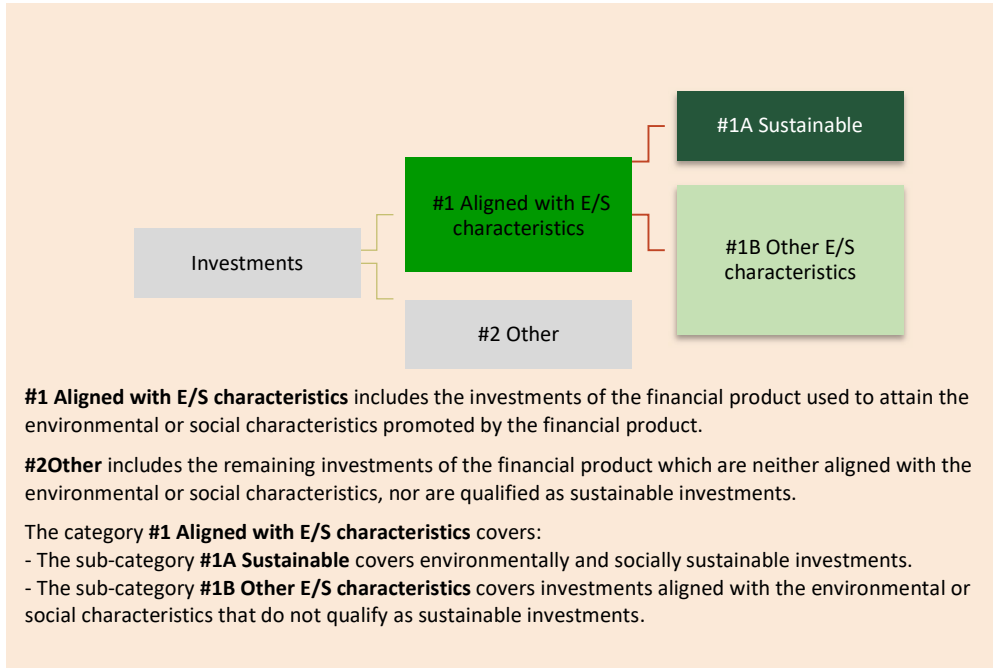 #1A Sustainable
#1 Aligned with E/S
characteristics
#1B Other E/S
characteristics
Investments
#2 Other
#1 Aligned with E/S characteristics includes the investments of the financial product used to attain the
environmental or social characteristics promoted by the financial product.
#2Other includes the remaining investments of the financial product which are neither aligned with the
environmental or social characteristics, nor are qualified as sustainable investments.
The category #1 Aligned with E/S characteristics covers:
- The sub-category #1A Sustainable covers environmentally and socially sustainable investments.
- The sub-category #1B Other E/S characteristics covers investments aligned with the environmental or
social characteristics that do not qualify as sustainable investments.